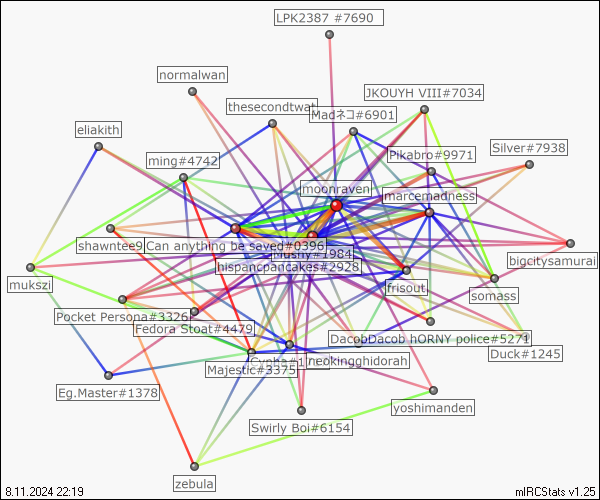 LPK2387 #7690
normalwan
JKOUYH VIII#7034
thesecondtwat
Madネコ#6901
eliakith
Silver#7938
Pikabro#9971
ming#4742
moonraven
marcemadness
shawntee9
Can anything be saved#0396
Mushy#1984
bigcitysamurai
hispancpancakes#2928
mukszi
frisout
somass
Pocket Persona#3326
Fedora Stoat#4479
DacobDacob hORNY police#5271
Duck#1245
neokingghidorah
Majestic#3375
Eg.Master#1378
yoshimanden
Swirly Boi#6154
zebula
8.11.2024 22:19
mIRCStats v1.25